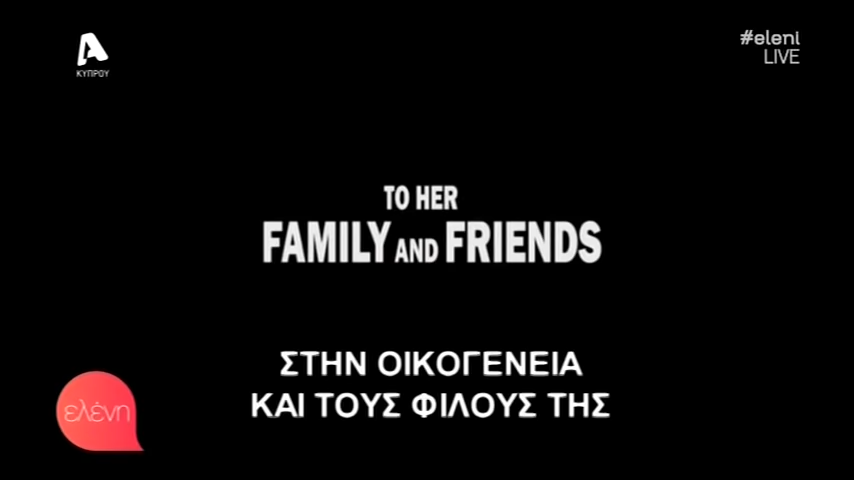 ΚΥΠΡΟΥ
#eleni
LIVE
TO HER
FAMILY AND FRIENDS
ΣΤΗΝ ΟΙΚΟΓΕΝΕΙΑ
ΚΑΙ ΤΟΥΣ ΦΙΛΟΥΣ ΤΗΣ
ελένη